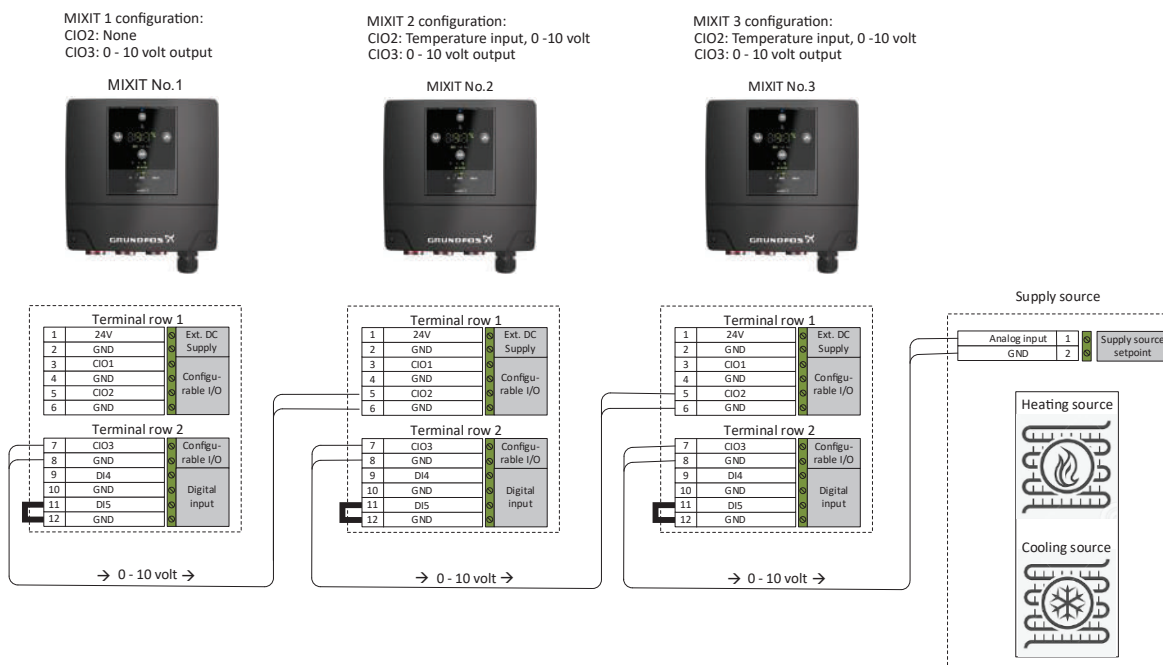 MIXIT 1 configuration:
CIO2: None
CIO3: 0 - 10 volt output
MIXIT No.1
GRUNDFOS
MIXIT 2 configuration:
CIO2: Temperature input, 0 -10 volt
CIO3: 0 - 10 volt output
MIXIT No.2
GRUNDFOS
MIXIT 3 configuration:
CIO2: Temperature input, 0 -10 volt
CIO3: 0 - 10 volt output
MIXIT No.3
GRUNDFOS
Terminal row 1
1 24V Ext. DC
2 GND Supply
3 CIO1
4 GND Configu-
5 CIO2 rable I/O
6 GND
Terminal row 2
7 CIO3 Configu-
8 GND rable I/O
9 DI4
10 GND Digital
11 DI5 input
12 GND
→ 0 - 10 volt →
Terminal row 1
1 24V Ext. DC
2 GND Supply
3 CIO1
4 GND Configu-
5 CIO2 rable I/O
6 GND
Terminal row 2
7 CIO3 Configu-
8 GND rable I/O
9 DI4
10 GND Digital
11 DI5 input
12 GND
→ 0 - 10 volt →
Terminal row 1
1 24V Ext. DC
2 GND Supply
3 CIO1
4 GND Configu-
5 CIO2 rable I/O
6 GND
Terminal row 2
7 CIO3 Configu-
8 GND rable I/O
9 DI4
10 GND Digital
11 DI5 input
12 GND
→ 0 - 10 volt →
Supply source
Analog input 1 Supply source
GND 2 setpoint
Heating source
Cooling source